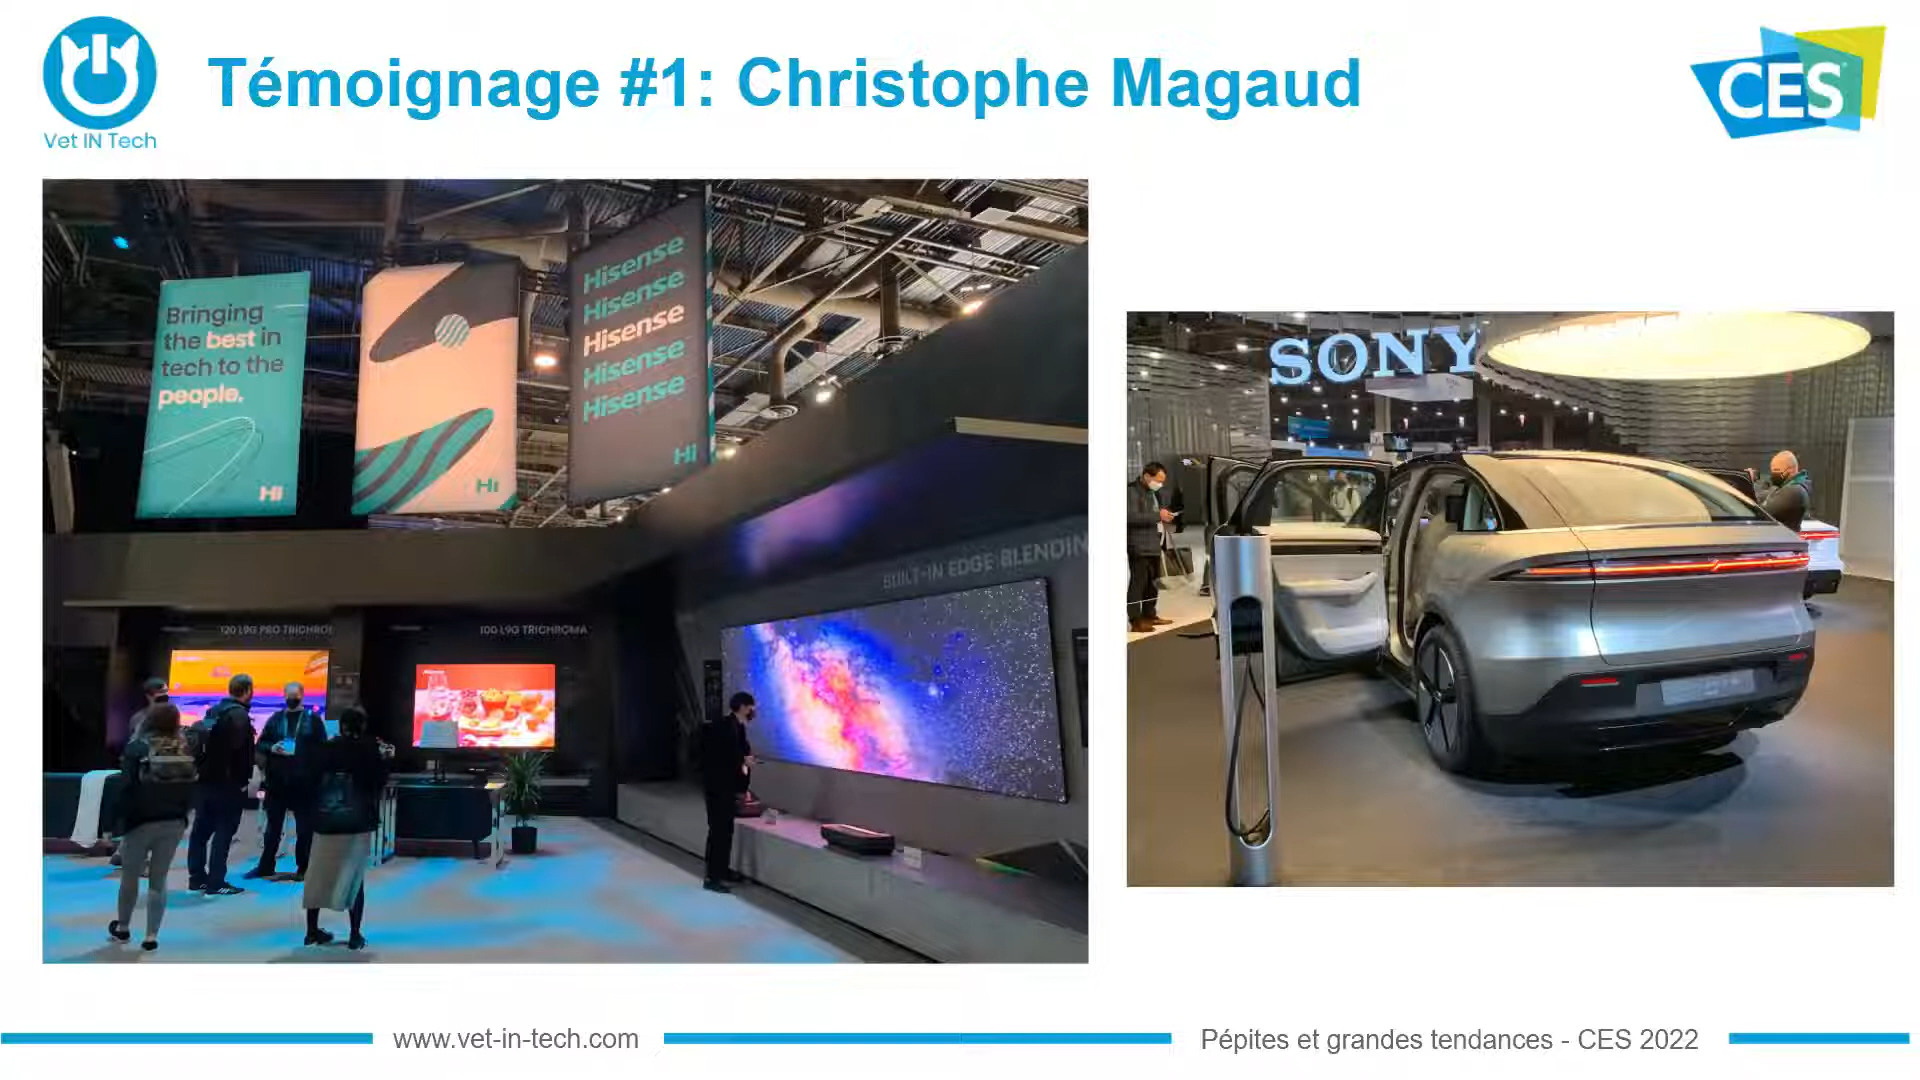 Témoignage #1: Christophe Magaud
Vet IN Tech
CES
Bringing
the best in
tech to the
people.
Hi
Hi
Hisense
Hisense
Hisense
Hisense
Hisense
Hi
BUILT-IN EDGE BLENDIN
120 L9G PRO TRICHRO
100 L9G TRICHROMA
SONY
www.vet-in-tech.com
Pépites et grandes tendances - CES 2022